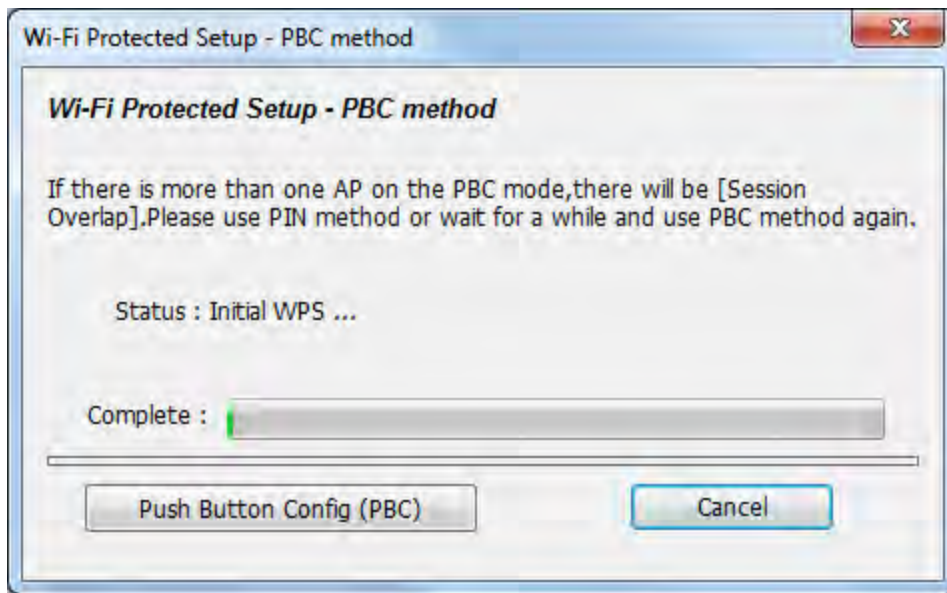 Wi-Fi Protected Setup - PBC method
Wi-Fi Protected Setup - PBC method
If there is more than one AP on the PBC mode,there will be [Session
Overlap].Please use PIN method or wait for a while and use PBC method again.
Status : Initial WPS ...
Complete :
Push Button Config (PBC)
Cancel